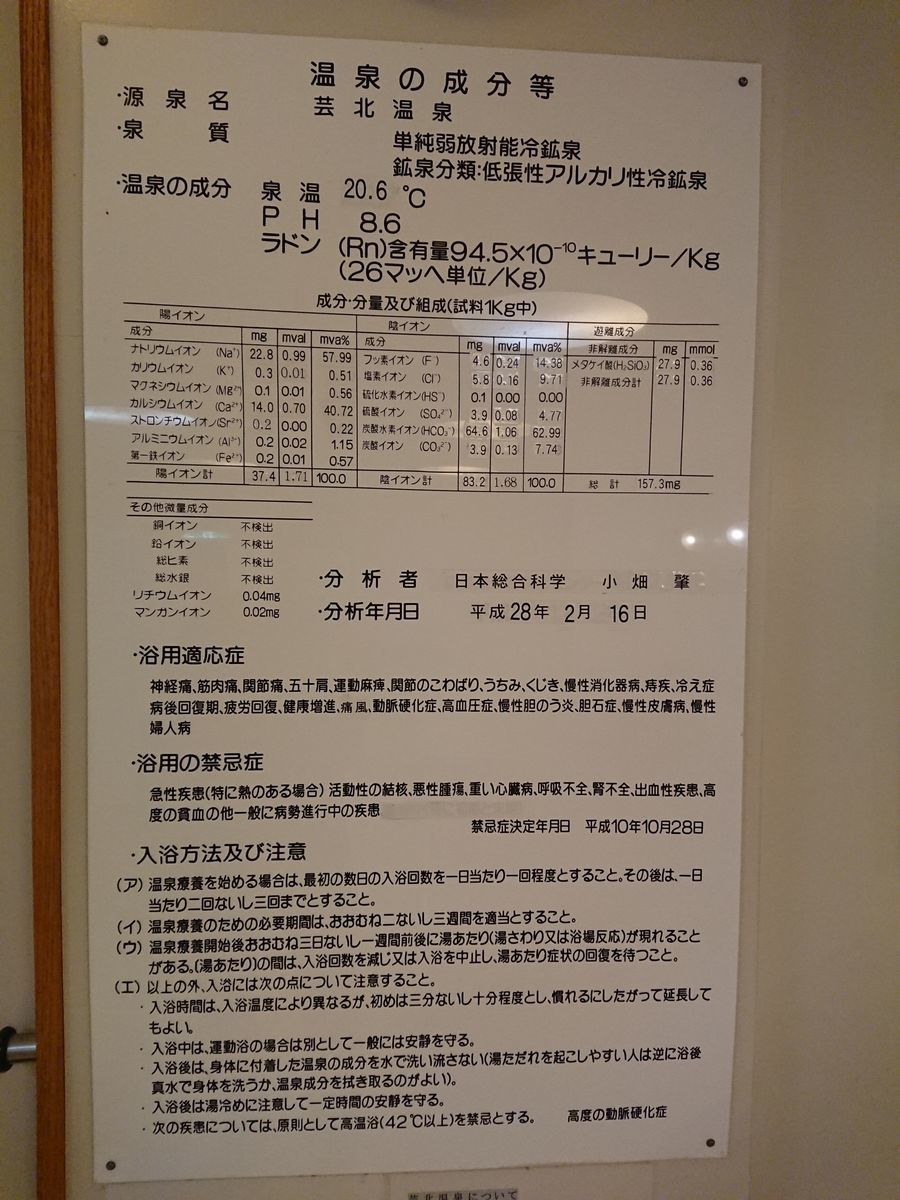 温泉の成分等
・源泉名 芸北温泉
・泉質 単純弱放射能冷鉱泉
鉱泉分類:低張性アルカリ性冷鉱泉
・温泉の成分 泉温 20.6 ℃
PH 8.6
ラドン (Rn)含有量94.5×10⁻¹⁰キューリー/Kg
(26マッヘ単位/Kg)
成分・分量及び組成(試料1Kg中)
陽イオン 陰イオン 遊離成分
成分 mg mval mva% 成分 mg mval mva% 非解離成分 mg mmol
ナトリウムイオン (Na⁺) 22.8 0.99 57.99 フッ素イオン (F⁻) 4.6 0.24 14.38 メタケイ酸(H₂SiO₃) 27.9 0.36
カリウムイオン (K⁺) 0.3 0.01 0.51 塩素イオン (Cl⁻) 5.8 0.16 9.71 非解離成分計 27.9 0.36
マグネシウムイオン (Mg²⁺) 0.1 0.01 0.56 硫化水素イオン(HS⁻) 0.1 0.00 0.00
カルシウムイオン (Ca²⁺) 14.0 0.70 40.72 硫酸イオン (SO₄²⁻) 3.9 0.08 4.77
ストロンチウムイオン(Sr²⁺) 0.2 0.00 0.22 炭酸水素イオン(HCO₃⁻) 64.6 1.06 62.99
アルミニウムイオン (Al³⁺) 0.2 0.02 1.15 炭酸イオン (CO₃²⁻) 3.9 0.13 7.74
第一鉄イオン (Fe²⁺) 0.2 0.01 0.57
陽イオン計 37.4 1.71 100.0 陰イオン計 83.2 1.68 100.0 総計 157.3mg
その他微量成分
銅イオン 不検出
鉛イオン 不検出
総ヒ素 不検出
総水銀 不検出
リチウムイオン 0.04mg
マンガンイオン 0.02mg
・分析者 日本総合科学 小畑 肇
・分析年月日 平成28年 2月 16日
・浴用適応症
神経痛、筋肉痛、関節痛、五十肩、運動麻痺、関節のこわばり、うちみ、くじき、慢性消化器病、痔疾、冷え症
病後回復期、疲労回復、健康増進、痛風、動脈硬化症、高血圧症、慢性胆のう炎、胆石症、慢性皮膚病、慢性
婦人病
・浴用の禁忌症
急性疾患(特に熱のある場合) 活動性の結核、悪性腫瘍、重い心臓病、呼吸不全、腎不全、出血性疾患、高
度の貧血の他一般に病勢進行中の疾患
禁忌症決定年月日 平成10年10月28日
・入浴方法及び注意
(ア) 温泉療養を始める場合は、最初の数日の入浴回数を一日当たり一回程度とすること。その後は、一日
当たり二回ないし三回までとすること。
(イ) 温泉療養のための必要期間は、おおむね二ないし三週間を適当とすること。
(ウ) 温泉療養開始後おおむね三日ないし一週間前後に湯あたり(湯さわり又は浴場反応)が現れること
がある。(湯あたり)の間は、入浴回数を減じ又は入浴を中止し、湯あたり症状の回復を待つこと。
(エ) 以上の外、入浴には次の点について注意すること。
・入浴時間は、入浴温度により異なるが、初めは三分ないし十分程度とし、慣れるにしたがって延長して
もよい。
・入浴中は、運動浴の場合は別として一般には安静を守る。
・入浴後は、身体に付着した温泉の成分を水で洗い流さない(湯ただれを起こしやすい人は逆に浴後
真水で身体を洗うか、温泉成分を拭き取るのがよい)。
・入浴後は湯冷めに注意して一定時間の安静を守る。
・次の疾患については、原則として高温浴(42℃以上)を禁忌とする。 高度の動脈硬化症
芸北温泉について